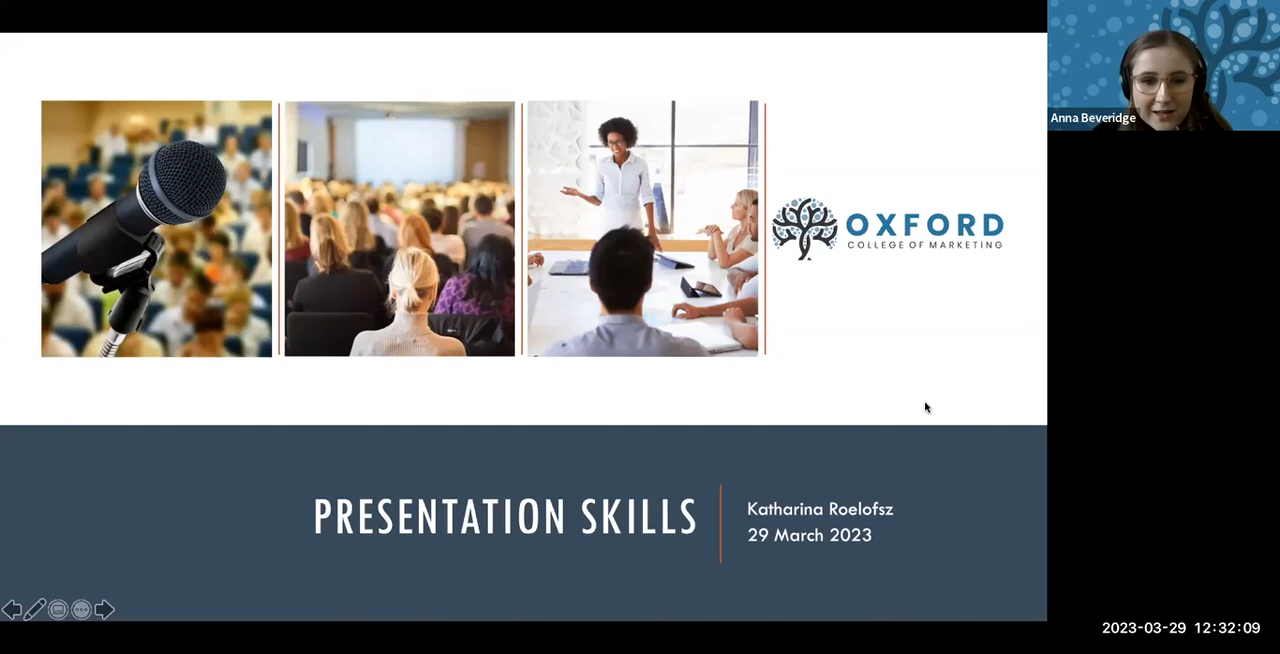 Anna Beveridge
OXFORD
COLLEGE OF MARKETING
PRESENTATION SKILLS
Katharina Roelofsz
29 March 2023
2023-03-29 12:32:09